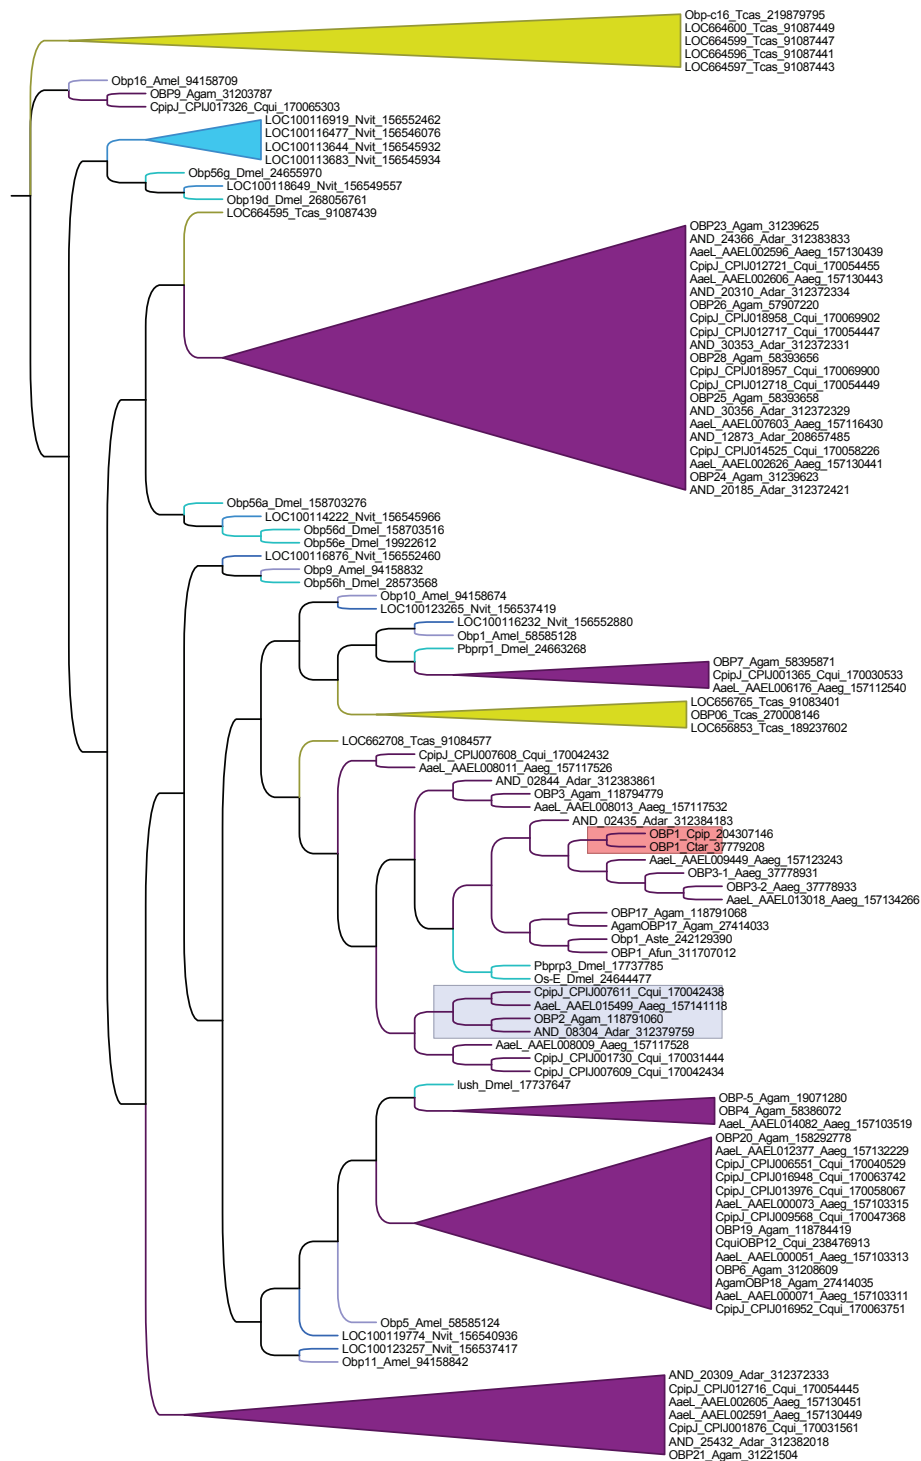 Obp-c16_Tcas_219879795
LOC664600_Tcas_91087449
LOC664599_Tcas_91087447
LOC664596_Tcas_91087441
LOC664597_Tcas_91087443
Obp16_Amel_94158709
OBP9_Agam_31203787
CpipJ_CPIJ017326_Cqui_170065303
LOC100116919_Nvit_156552462
LOC100116477_Nvit_156546076
LOC100113644_Nvit_156545932
LOC100113683_Nvit_156545934
Obp56g_Dmel_24655970
LOC100118649_Nvit_156549557
Obp19d_Dmel_268056761
LOC664595_Tcas_91087439
OBP23_Agam_31239625
AND_24366_Adar_312383833
AaeL_AAEL002596_Aaeg_157130439
CpipJ_CPIJ012721_Cqui_170054455
AaeL_AAEL002606_Aaeg_157130443
AND_20310_Adar_312372334
OBP26_Agam_57907220
CpipJ_CPIJ018958_Cqui_170069902
CpipJ_CPIJ012717_Cqui_170054447
AND_30353_Adar_312372331
OBP28_Agam_58393656
CpipJ_CPIJ018957_Cqui_170069900
CpipJ_CPIJ012718_Cqui_170054449
OBP25_Agam_58393658
AND_30356_Adar_312372329
AaeL_AAEL007603_Aaeg_157116430
AND_12873_Adar_208657485
CpipJ_CPIJ014525_Cqui_170058226
AaeL_AAEL002626_Aaeg_157130441
OBP24_Agam_31239623
AND_20185_Adar_312372421
Obp56a_Dmel_158703276
LOC100114222_Nvit_156545966
Obp56d_Dmel_158703516
Obp56e_Dmel_19922612
LOC100116876_Nvit_156552460
Obp9_Amel_94158832
Obp56h_Dmel_28573568
Obp10_Amel_94158674
LOC100123265_Nvit_156537419
LOC100116232_Nvit_156552880
Obp1_Amel_58585128
Pbprp1_Dmel_24663268
OBP7_Agam_58395871
CpipJ_CPIJ001365_Cqui_170030533
AaeL_AAEL006176_Aaeg_157112540
LOC656765_Tcas_91083401
OBP06_Tcas_270008146
LOC656853_Tcas_189237602
LOC662708_Tcas_91084577
CpipJ_CPIJ007608_Cqui_170042432
AaeL_AAEL008011_Aaeg_157117526
AND_02844_Adar_312383861
OBP3_Agam_118794779
AaeL_AAEL008013_Aaeg_157117532
AND_02435_Adar_312384183
OBP1_Cpip_204307146
OBP1_Ctar_37779208
AaeL_AAEL009449_Aaeg_157123243
OBP3-1_Aaeg_37778931
OBP3-2_Aaeg_37778933
AaeL_AAEL013018_Aaeg_157134266
OBP17_Agam_118791068
AgamOBP17_Agam_27414033
Obp1_Aste_242129390
OBP1_Afun_311707012
Pbprp3_Dmel_17737785
Os-E_Dmel_24644477
CpipJ_CPIJ007611_Cqui_170042438
AaeL_AAEL015499_Aaeg_157141118
OBP2_Agam_118791060
AND_08304_Adar_312379759
AaeL_AAEL008009_Aaeg_157117528
CpipJ_CPIJ001730_Cqui_170031444
CpipJ_CPIJ007609_Cqui_170042434
lush_Dmel_17737647
OBP-5_Agam_19071280
OBP4_Agam_58386072
AaeL_AAEL014082_Aaeg_157103519
OBP20_Agam_158292778
AaeL_AAEL012377_Aaeg_157132229
CpipJ_CPIJ006551_Cqui_170040529
CpipJ_CPIJ016948_Cqui_170063742
CpipJ_CPIJ013976_Cqui_170058067
AaeL_AAEL000073_Aaeg_157103315
CpipJ_CPIJ009568_Cqui_170047368
OBP19_Agam_118784419
CquiOBP12_Cqui_238476913
AaeL_AAEL000051_Aaeg_157103313
OBP6_Agam_31208609
AgamOBP18_Agam_27414035
AaeL_AAEL000071_Aaeg_157103311
CpipJ_CPIJ016952_Cqui_170063751
Obp5_Amel_58585124
LOC100119774_Nvit_156540936
LOC100123257_Nvit_156537417
Obp11_Amel_94158842
AND_20309_Adar_312372333
CpipJ_CPIJ012716_Cqui_170054445
AaeL_AAEL002605_Aaeg_157130451
AaeL_AAEL002591_Aaeg_157130449
CpipJ_CPIJ001876_Cqui_170031561
AND_25432_Adar_312382018
OBP21_Agam_31221504